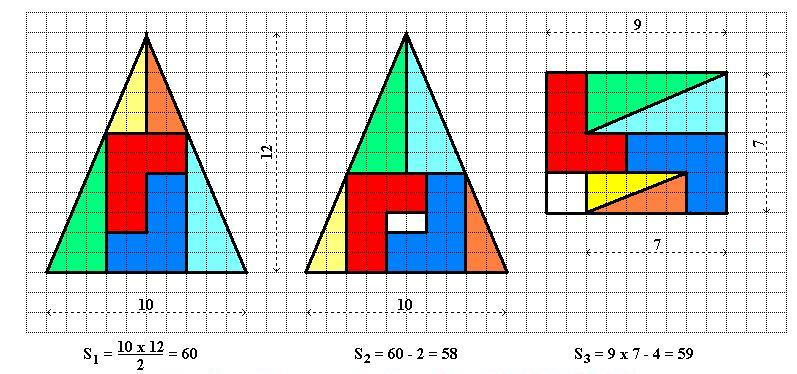 9
12
7
7
10
10
S1 = 10 x 12 / 2 = 60
S2 = 60 - 2 = 58
S3 = 9 x 7 - 4 = 59